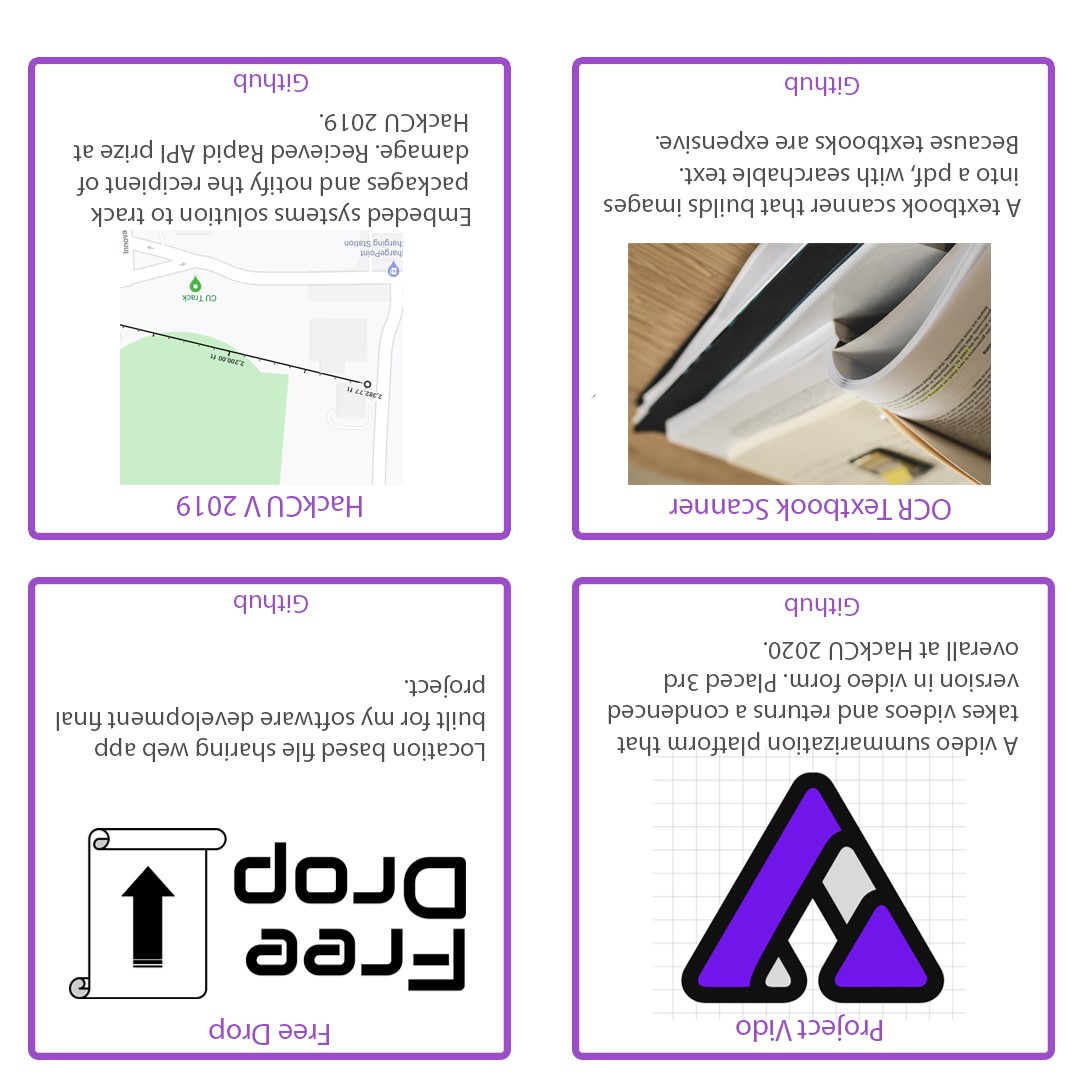 Project Vido
A video summarization platform that
takes videos and returns a condenced
version in video form. Placed 3rd
overall at HackCU 2020.
Github
Free Drop
Free
Drop
Location based file sharing web app
built for my software development final
project.
Github
OCR Textbook Scanner
A textbook scanner that builds images
into a pdf, with searchable text.
Because textbooks are expensive.
Github
HackCU V 2019
2,382.77 ft
2,200.00 ft
CU Track
hargePoint
harging Station
Innova
Embeded systems solution to track
packages and notify the recipient of
damage. Recieved Rapid API prize at
HackCU 2019.
Github